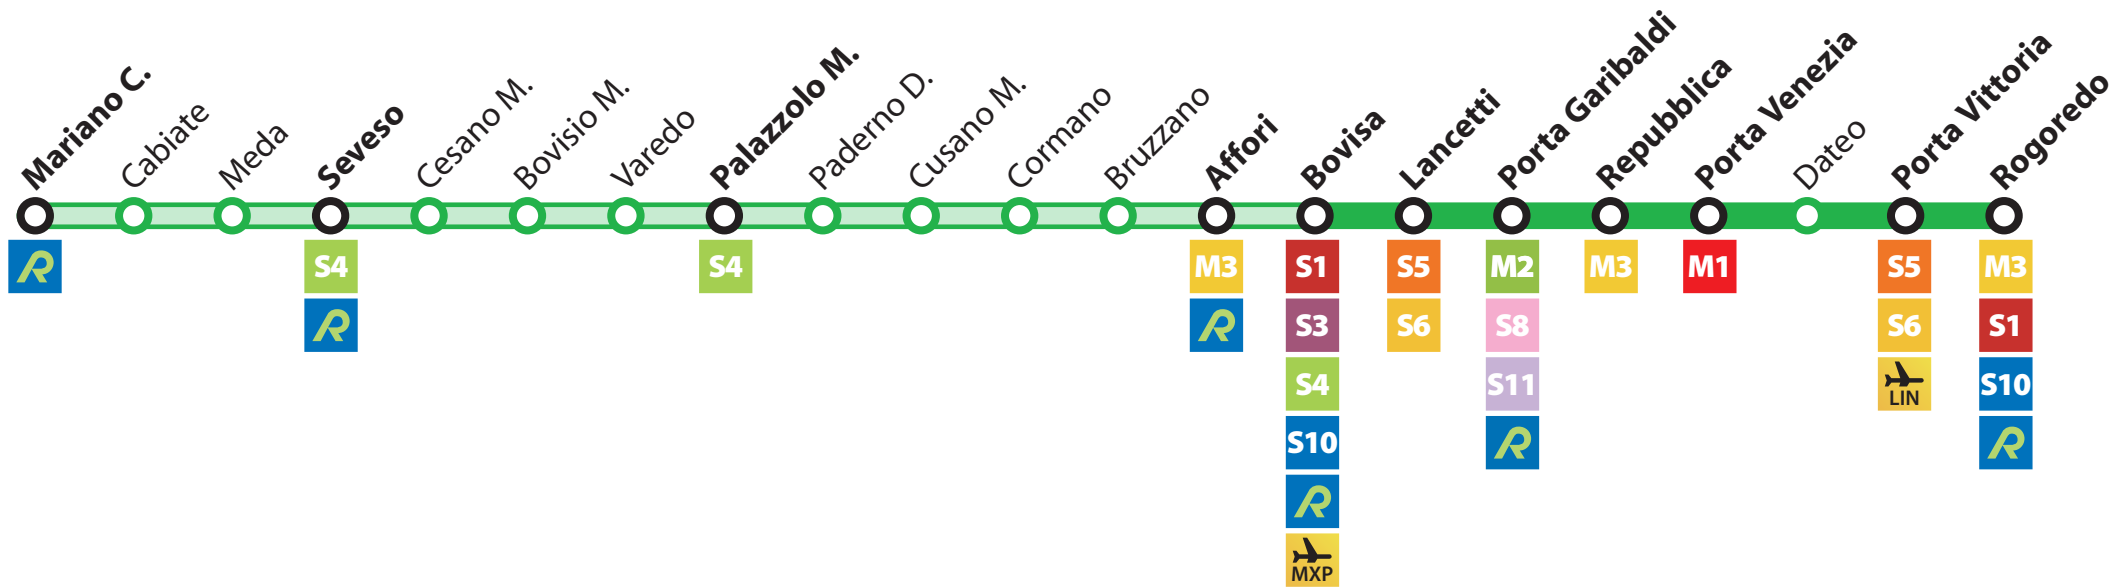 Mariano C.
Cabiate
Meda
Seveso
Cesano M.
Bovisio M.
Varedo
Palazzolo M.
Paderno D.
Cusano M.
Cormano
Bruzzano
Affori
Bovisa
Lancetti
Porta Garibaldi
Repubblica
Porta Venezia
Dateo
Porta Vittoria
Rogoredo
R
S4
R
S4
M3
R
S1
S3
S4
S10
R
MXP
S5
S6
M2
S8
S11
R
M3
M1
S5
S6
LIN
M3
S1
S10
R